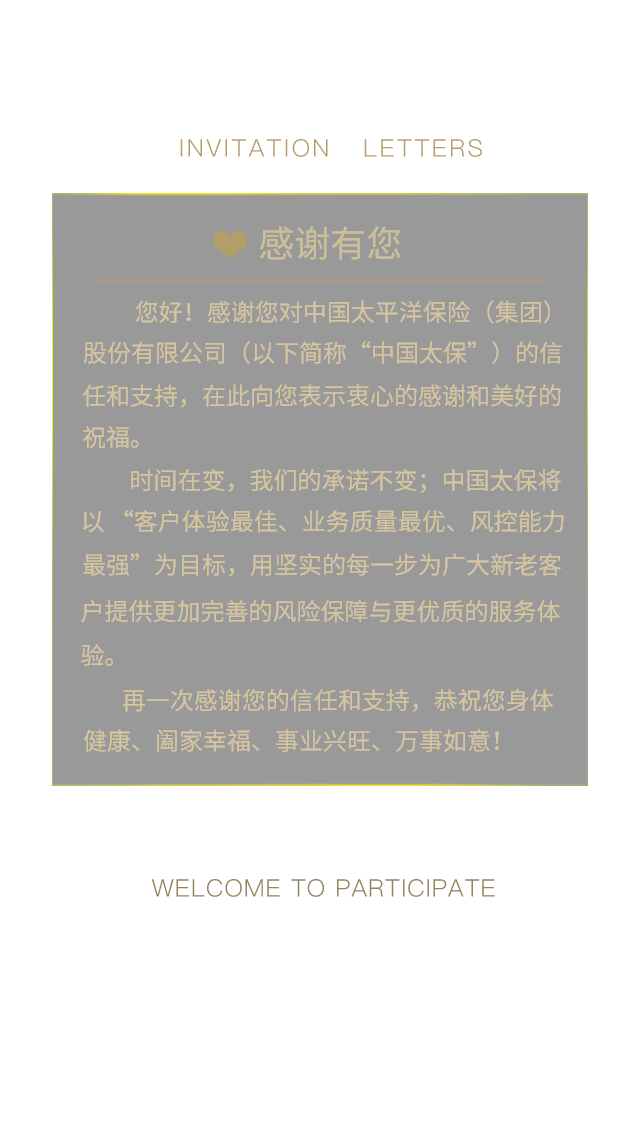 INVITATION LETTERS
感谢有您
您好！感谢您对中国太平洋保险（集团）
股份有限公司（以下简称“中国太保”）的信
任和支持，在此向您表示衷心的感谢和美好的
祝福。
时间在变，我们的承诺不变；中国太保将
以 “客户体验最佳、业务质量最优、风控能力
最强”为目标，用坚实的每一步为广大新老客
户提供更加完善的风险保障与更优质的服务体
验。
再一次感谢您的信任和支持，恭祝您身体
健康、阖家幸福、事业兴旺、万事如意！
WELCOME TO PARTICIPATE